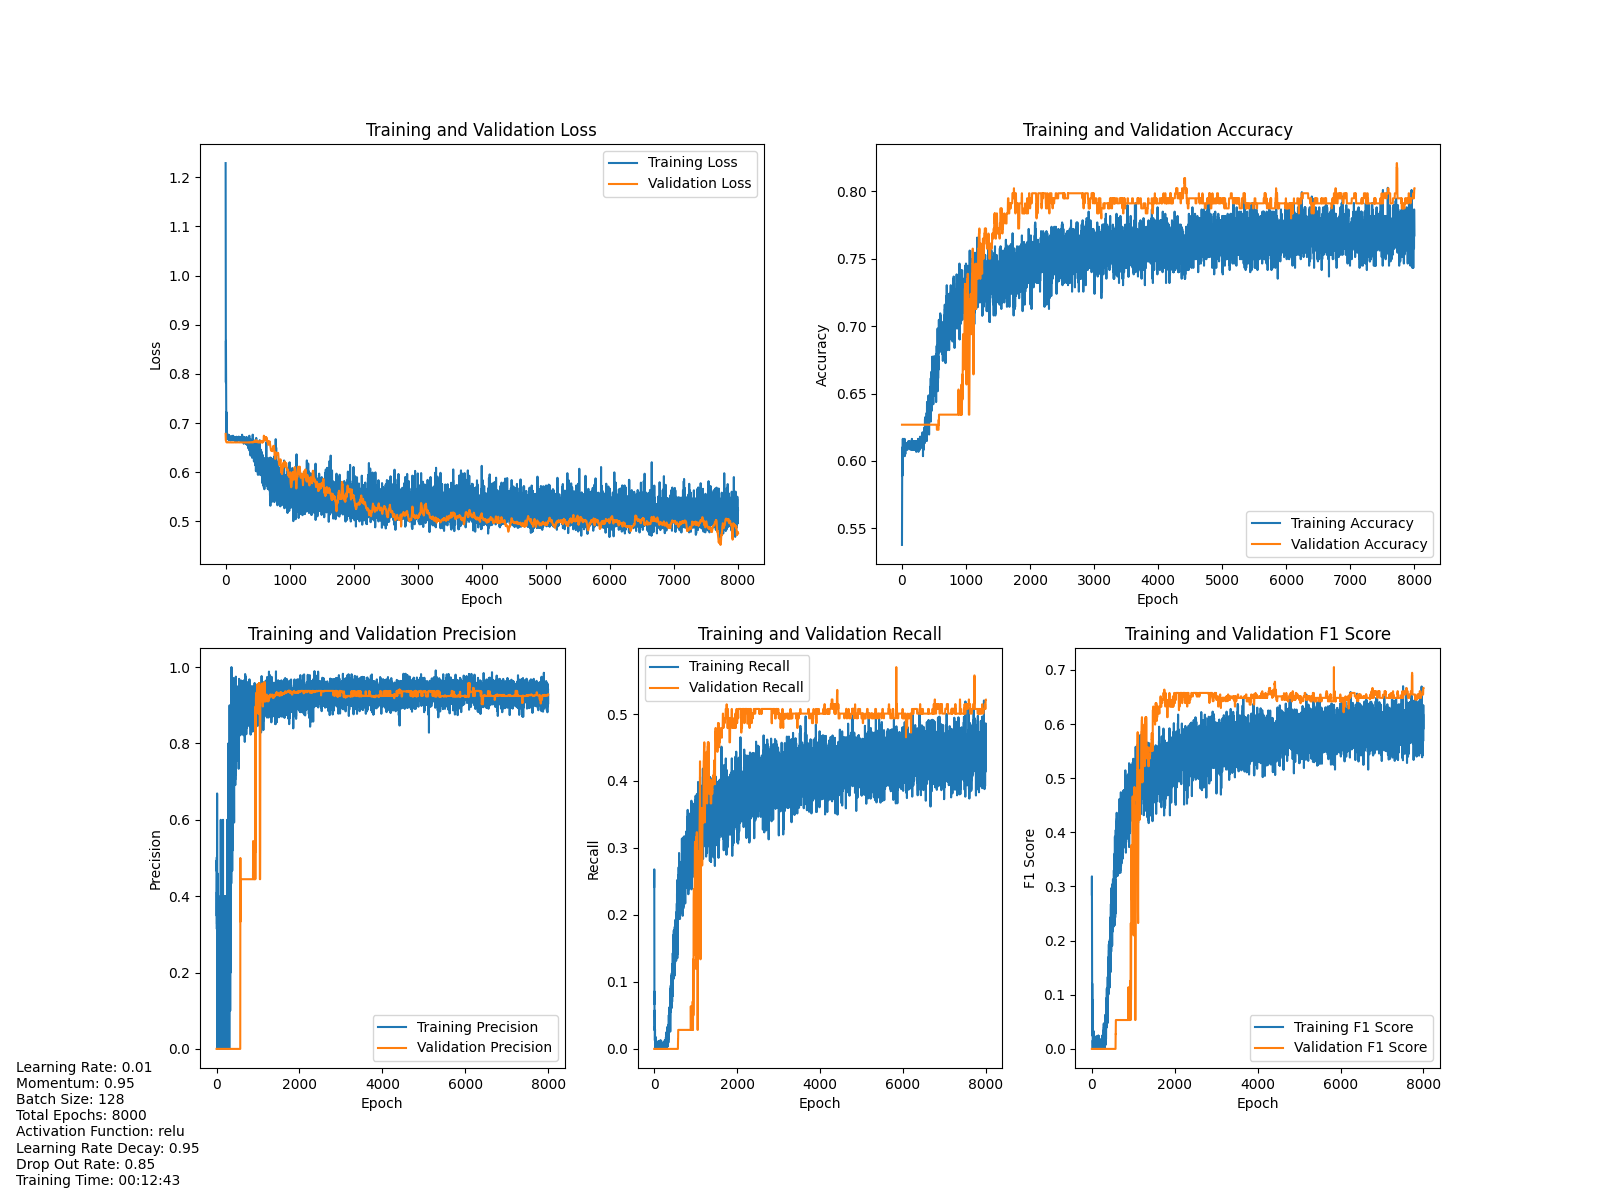 Training and Validation Loss
Training Loss
Validation Loss
1.2
1.1
1.0
0.9
0.8
0.7
0.6
0.5
Loss
0 1000 2000 3000 4000 5000 6000 7000 8000
Epoch
Training and Validation Accuracy
0.80
0.75
0.70
0.65
0.60
0.55
Accuracy
Training Accuracy
Validation Accuracy
0 1000 2000 3000 4000 5000 6000 7000 8000
Epoch
Training and Validation Precision
1.0
0.8
0.6
0.4
0.2
0.0
Precision
Training Precision
Validation Precision
0 2000 4000 6000 8000
Epoch
Training and Validation Recall
Training Recall
Validation Recall
0.5
0.4
0.3
0.2
0.1
0.0
Recall
0 2000 4000 6000 8000
Epoch
Training and Validation F1 Score
0.7
0.6
0.5
0.4
0.3
0.2
0.1
0.0
F1 Score
Training F1 Score
Validation F1 Score
0 2000 4000 6000 8000
Epoch
Learning Rate: 0.01
Momentum: 0.95
Batch Size: 128
Total Epochs: 8000
Activation Function: relu
Learning Rate Decay: 0.95
Drop Out Rate: 0.85
Training Time: 00:12:43